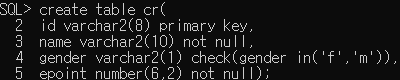 SQL> create table cr(
  2  id varchar2(8) primary key,
  3  name varchar2(10) not null,
  4  gender varchar2(1) check(gender in('f','m')),
  5  epoint number(6,2) not null);